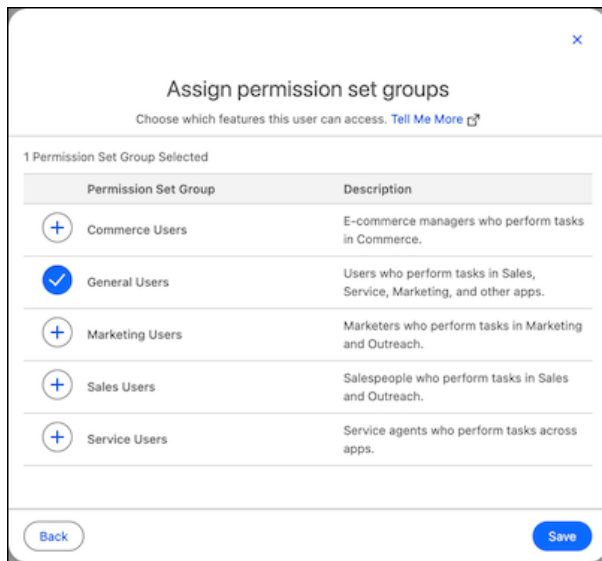 Assign permission set groups
Choose which features this user can access. Tell Me More
1 Permission Set Group Selected
Permission Set Group Description
Commerce Users E-commerce managers who perform tasks
in Commerce.
General Users Users who perform tasks in Sales,
Service, Marketing, and other apps.
Marketing Users Marketers who perform tasks in Marketing
and Outreach.
Sales Users Salespeople who perform tasks in Sales
and Outreach.
Service Users Service agents who perform tasks across
apps.
Back Save